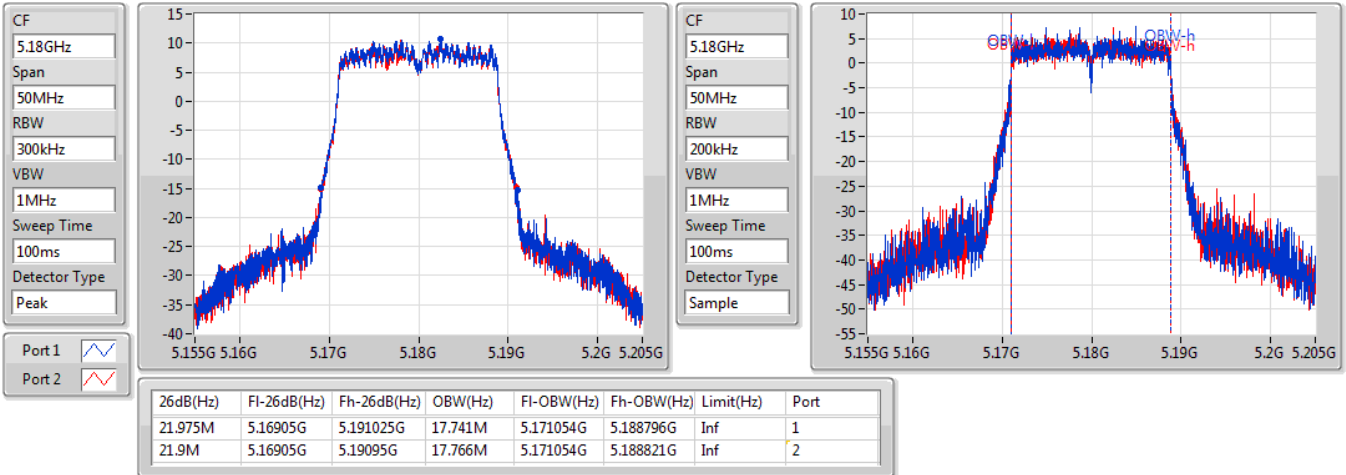 CF
5.18GHz
Span
50MHz
RBW
300kHz
VBW
1MHz
Sweep Time
100ms
Detector Type
Peak
Port 1
Port 2
15
10
5
0
-5
-10
-15
-20
-25
-30
-35
-40
5.155G 5.16G 5.17G 5.18G 5.19G 5.2G 5.205G
CF
5.18GHz
Span
50MHz
RBW
200kHz
VBW
1MHz
Sweep Time
100ms
Detector Type
Sample
10
5
0
-5
-10
-15
-20
-25
-30
-35
-40
-45
-50
-55
OBW-h
OBW-h
5.155G 5.16G 5.17G 5.18G 5.19G 5.2G 5.205G
26dB(Hz) Fl-26dB(Hz) Fh-26dB(Hz) OBW(Hz) Fl-OBW(Hz) Fh-OBW(Hz) Limit(Hz) Port
21.975M 5.16905G 5.191025G 17.741M 5.171054G 5.188796G Inf 1
21.9M 5.16905G 5.19095G 17.766M 5.171054G 5.188821G Inf 2